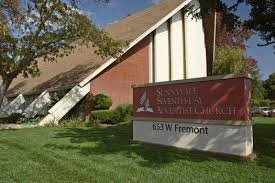 SUNNYVALE
SEVENTH-DAY
ADVENTIST CHURCH
653 W Fremont